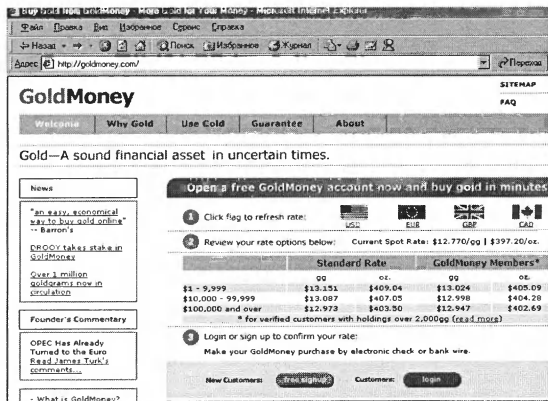 Buy Gold from GoldMoney - More Gold for Your Money - Microsoft Internet Explorer
Файл Правка Вид Избранное Сервис Справка
Назад Поиск Избранное Журнал
Адрес http://goldmoney.com/ Переход
SITEMAP
GoldMoney
FAQ
Welcome Why Gold Use Gold Guarantee About
Gold—A sound financial asset in uncertain times.
News
"an easy, economical
way to buy gold online"
-- Barron's
DROOY takes stake in
GoldMoney
Over 1 million
goldgrams now in
circulation
Founder's Commentary
OPEC Has Already
Turned to the Euro
Read James Turk's
comments...
- What is GoldMoney?
Open a free GoldMoney account now and buy gold in minutes
1 Click flag to refresh rate: USD EUR GBP CAD
2 Review your rate options below: Current Spot Rate: $12.770/gg | $397.20/oz.
Standard Rate GoldMoney Members*
gg oz. gg oz.
$1 - 9,999 $13.151 $409.04 $13.024 $405.09
$10,000 - 99,999 $13.087 $407.05 $12.998 $404.28
$100,000 and over $12.973 $403.50 $12.947 $402.69
* for verified customers with holdings over 2,000gg (read more)
3 Login or sign up to confirm your rate:
Make your GoldMoney purchase by electronic check or bank wire.
New Customers: free signup Customers: login